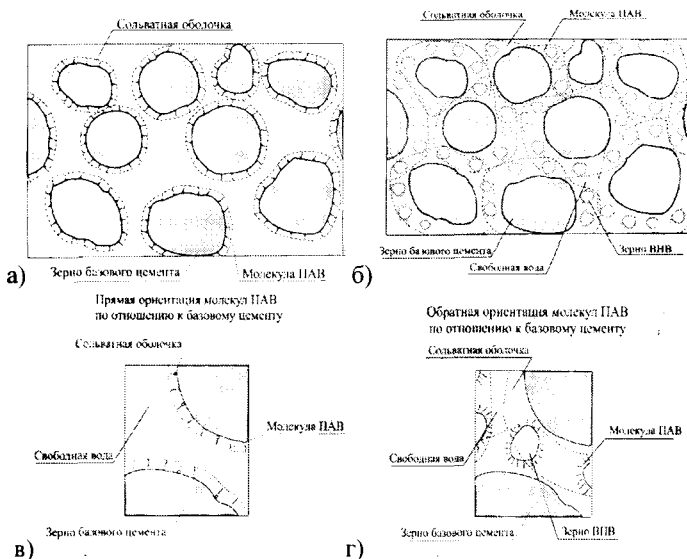 Сольватная оболочка
Зерно базового цемента
Молекула ПАВ
а)
Сольватная оболочка
Молекула ПАВ
Зерно базового цемента
Свободная вода
Зерно ВНВ
б)
Прямая ориентация молекул ПАВ
по отношению к базовому цементу
Сольватная оболочка
Молекула ПАВ
Свободная вода
Зерно базового цемента
в)
Обратная ориентация молекул ПАВ
по отношению к базовому цементу
Сольватная оболочка
Молекула ПАВ
Свободная вода
Зерно базового цемента
Зерно ВНВ
г)